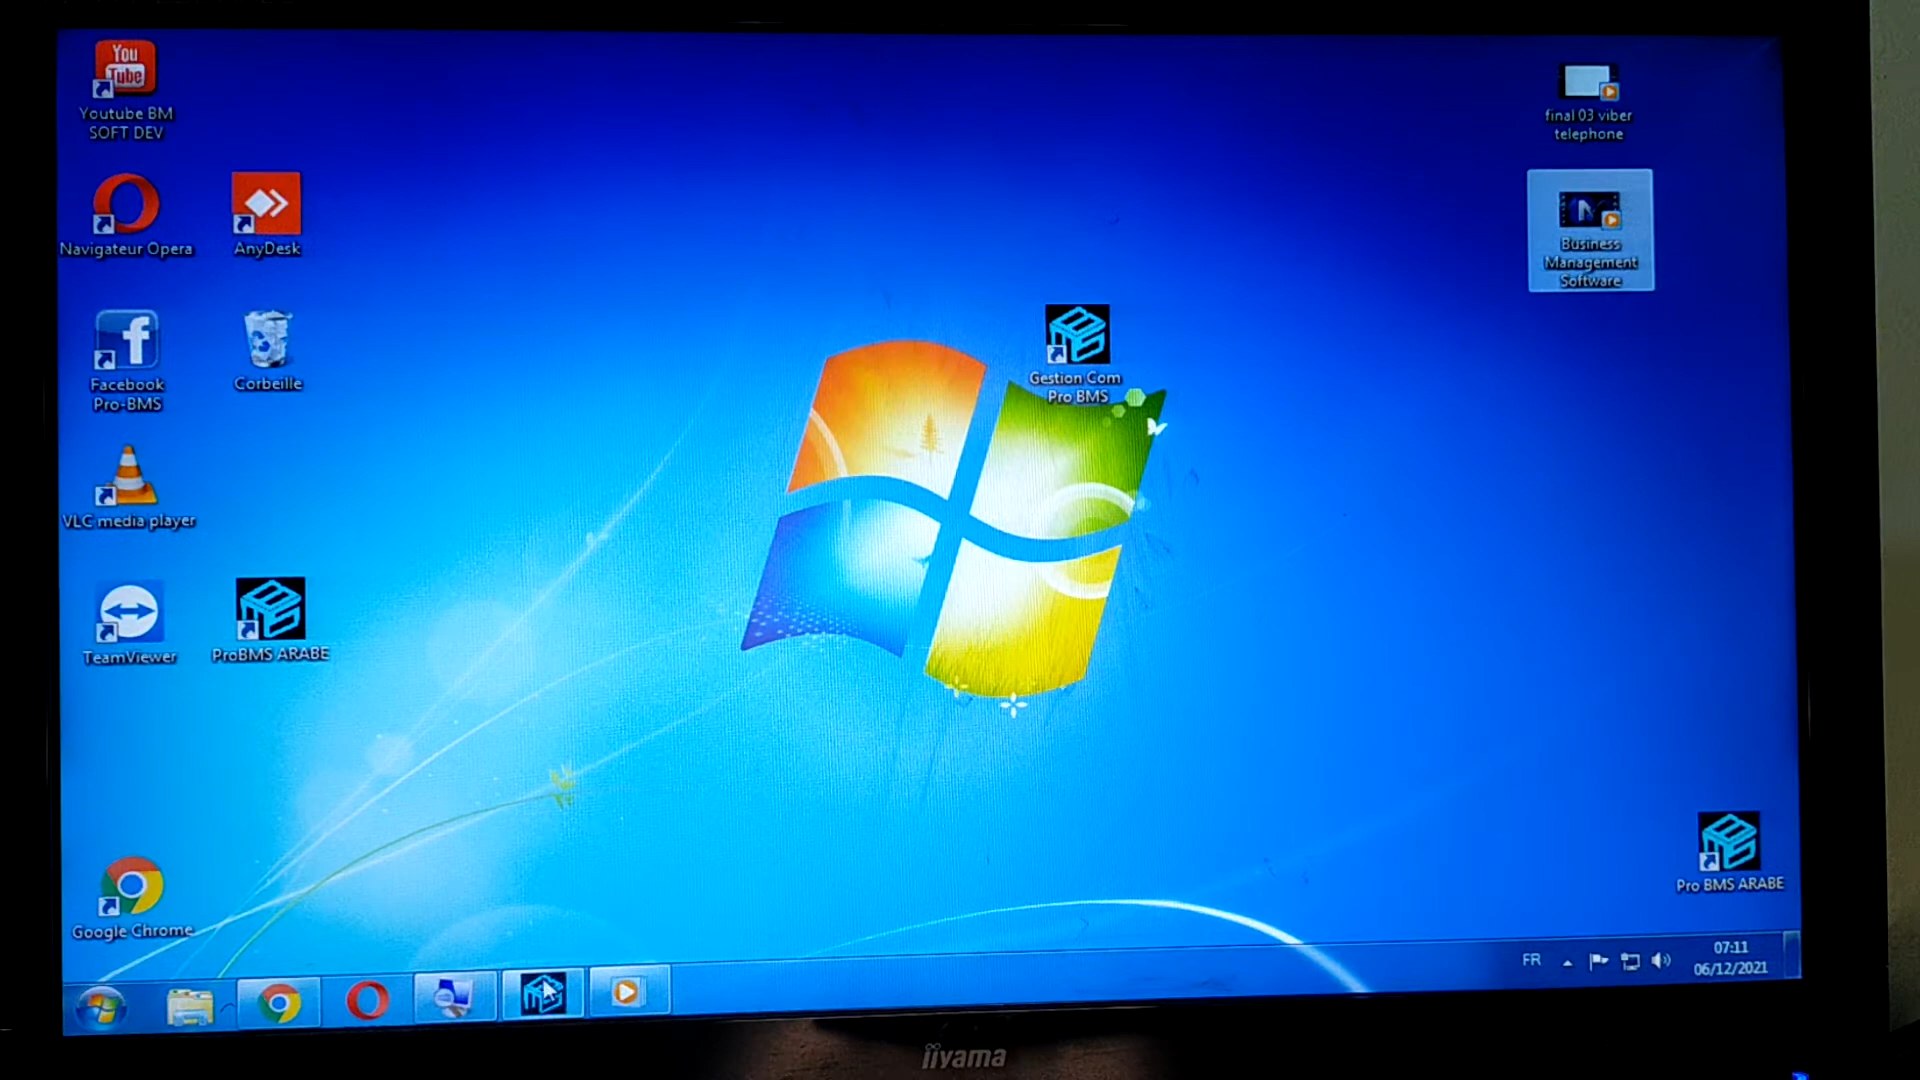 You
Tube
Youtube BM
SOFT DEV
Navigateur Opera
AnyDesk
Facebook
Pro-BMS
Corbeille
VLC media player
TeamViewer
ProBMS ARABE
Google Chrome
Gestion Com
Pro BMS
final 03 viber
telephone
Business
Management
Software
Pro BMS ARABE
FR
07:11
06/12/2021
iiyama